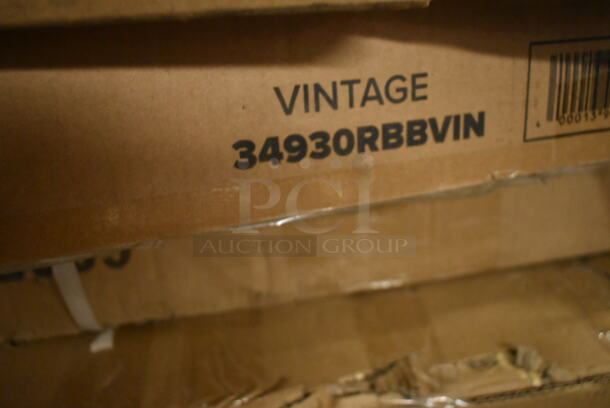 VINTAGE
34930RBBVIN
PCI
AUCTION GROUP